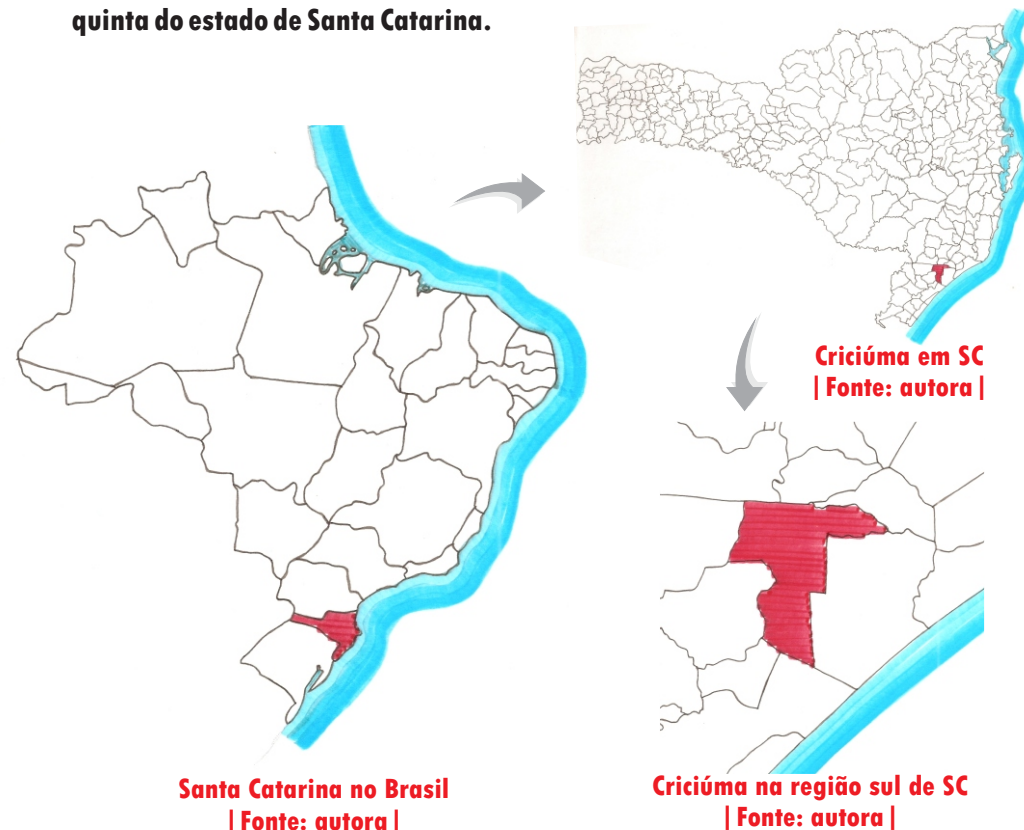 quinta do estado de Santa Catarina.
Criciúma em SC
| Fonte: autora |
Santa Catarina no Brasil
| Fonte: autora |
Criciúma na região sul de SC
| Fonte: autora |